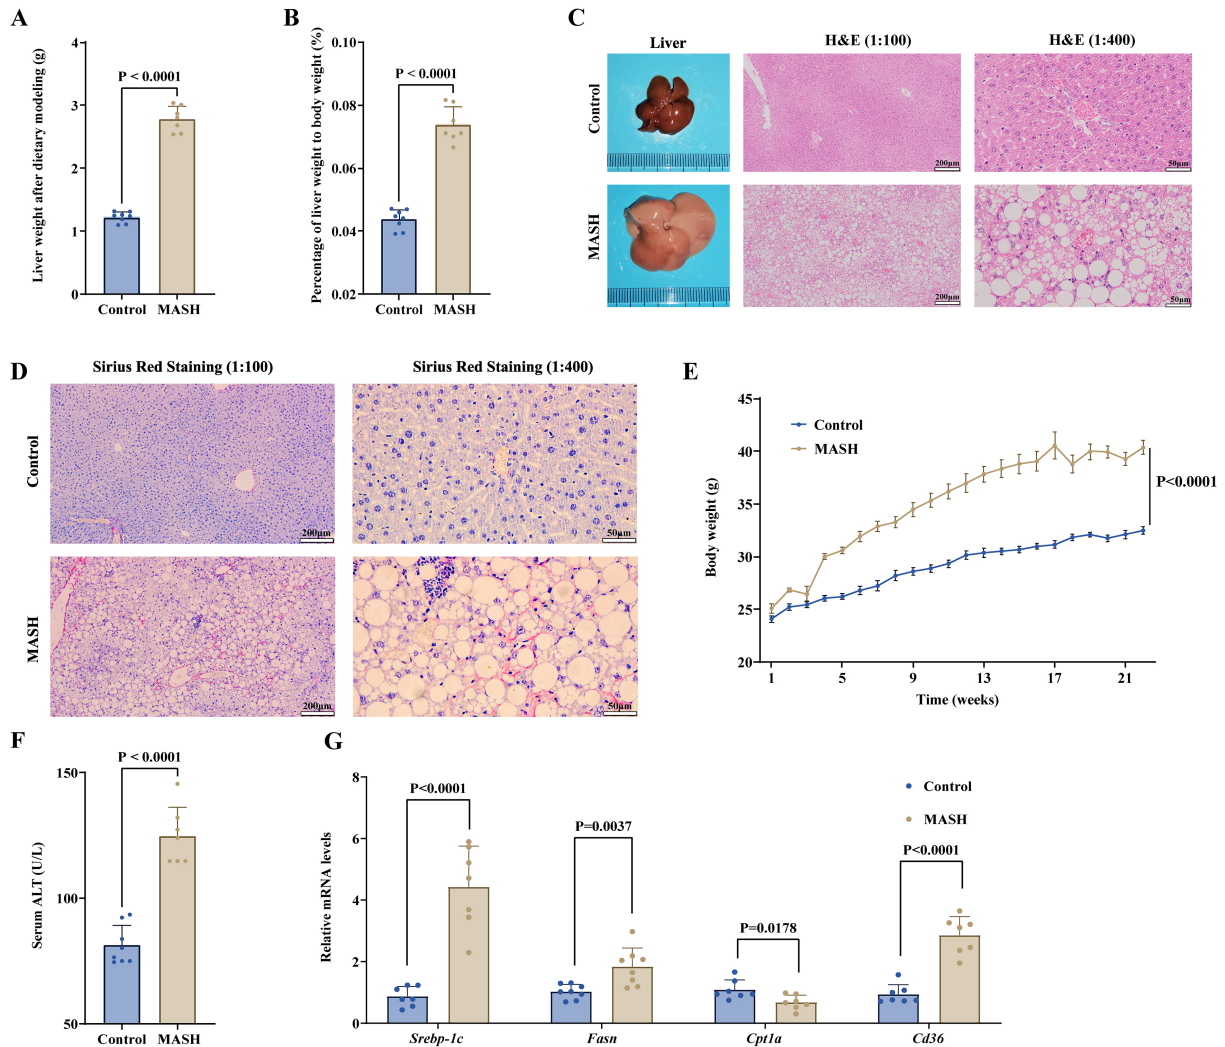 A
Liver weight after dietary modeling (g)
4
3
2
1
0
P < 0.0001
Control MASH
B
Percentage of liver weight to body weight (%)
0.10
0.08
0.06
0.04
0.02
P < 0.0001
Control MASH
C
Liver H&E (1:100) H&E (1:400)
Control
200μm 50μm
MASH
200μm 50μm
D
Sirius Red Staining (1:100) Sirius Red Staining (1:400)
Control
200μm 50μm
MASH
200μm 50μm
E
Body weight (g)
45
40
35
30
25
20
Control
MASH
P<0.0001
1 5 9 13 17 21
Time (weeks)
F
Serum ALT (U/L)
150
100
50
P < 0.0001
Control MASH
G
Relative mRNA levels
8
6
4
2
0
Control
MASH
P<0.0001
P=0.0037
P=0.0178
P<0.0001
Srebp-1c Fasn Cpt1a Cd36